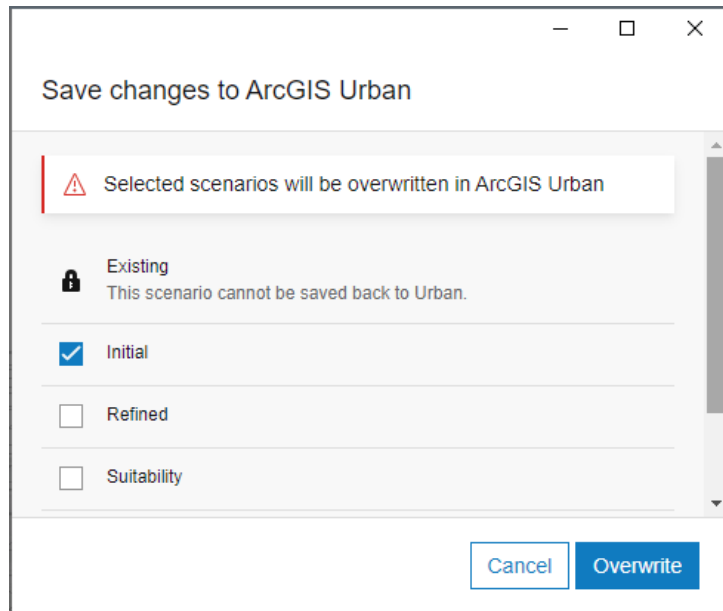 Save changes to ArcGIS Urban
Selected scenarios will be overwritten in ArcGIS Urban
Existing
This scenario cannot be saved back to Urban.
Initial
Refined
Suitability
Cancel
Overwrite